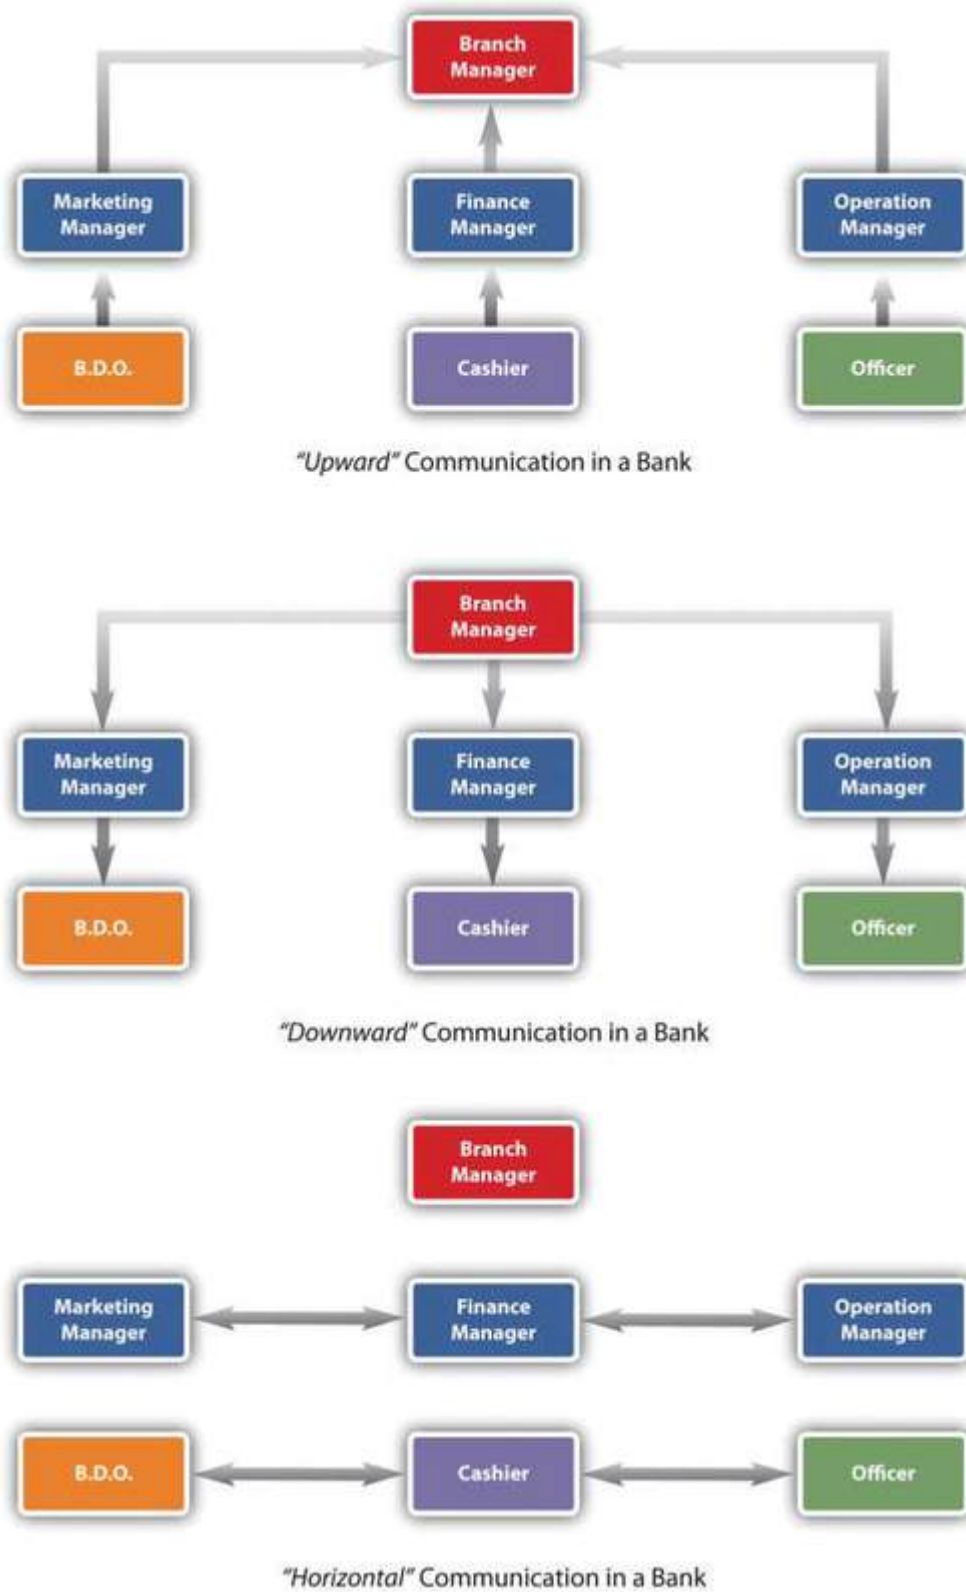 Branch
Manager
Marketing
Manager
Finance
Manager
Operation
Manager
B.D.O.
Cashier
Officer
“Upward” Communication in a Bank
Branch
Manager
Marketing
Manager
Finance
Manager
Operation
Manager
B.D.O.
Cashier
Officer
“Downward” Communication in a Bank
Branch
Manager
Marketing
Manager
Finance
Manager
Operation
Manager
B.D.O.
Cashier
Officer
“Horizontal” Communication in a Bank